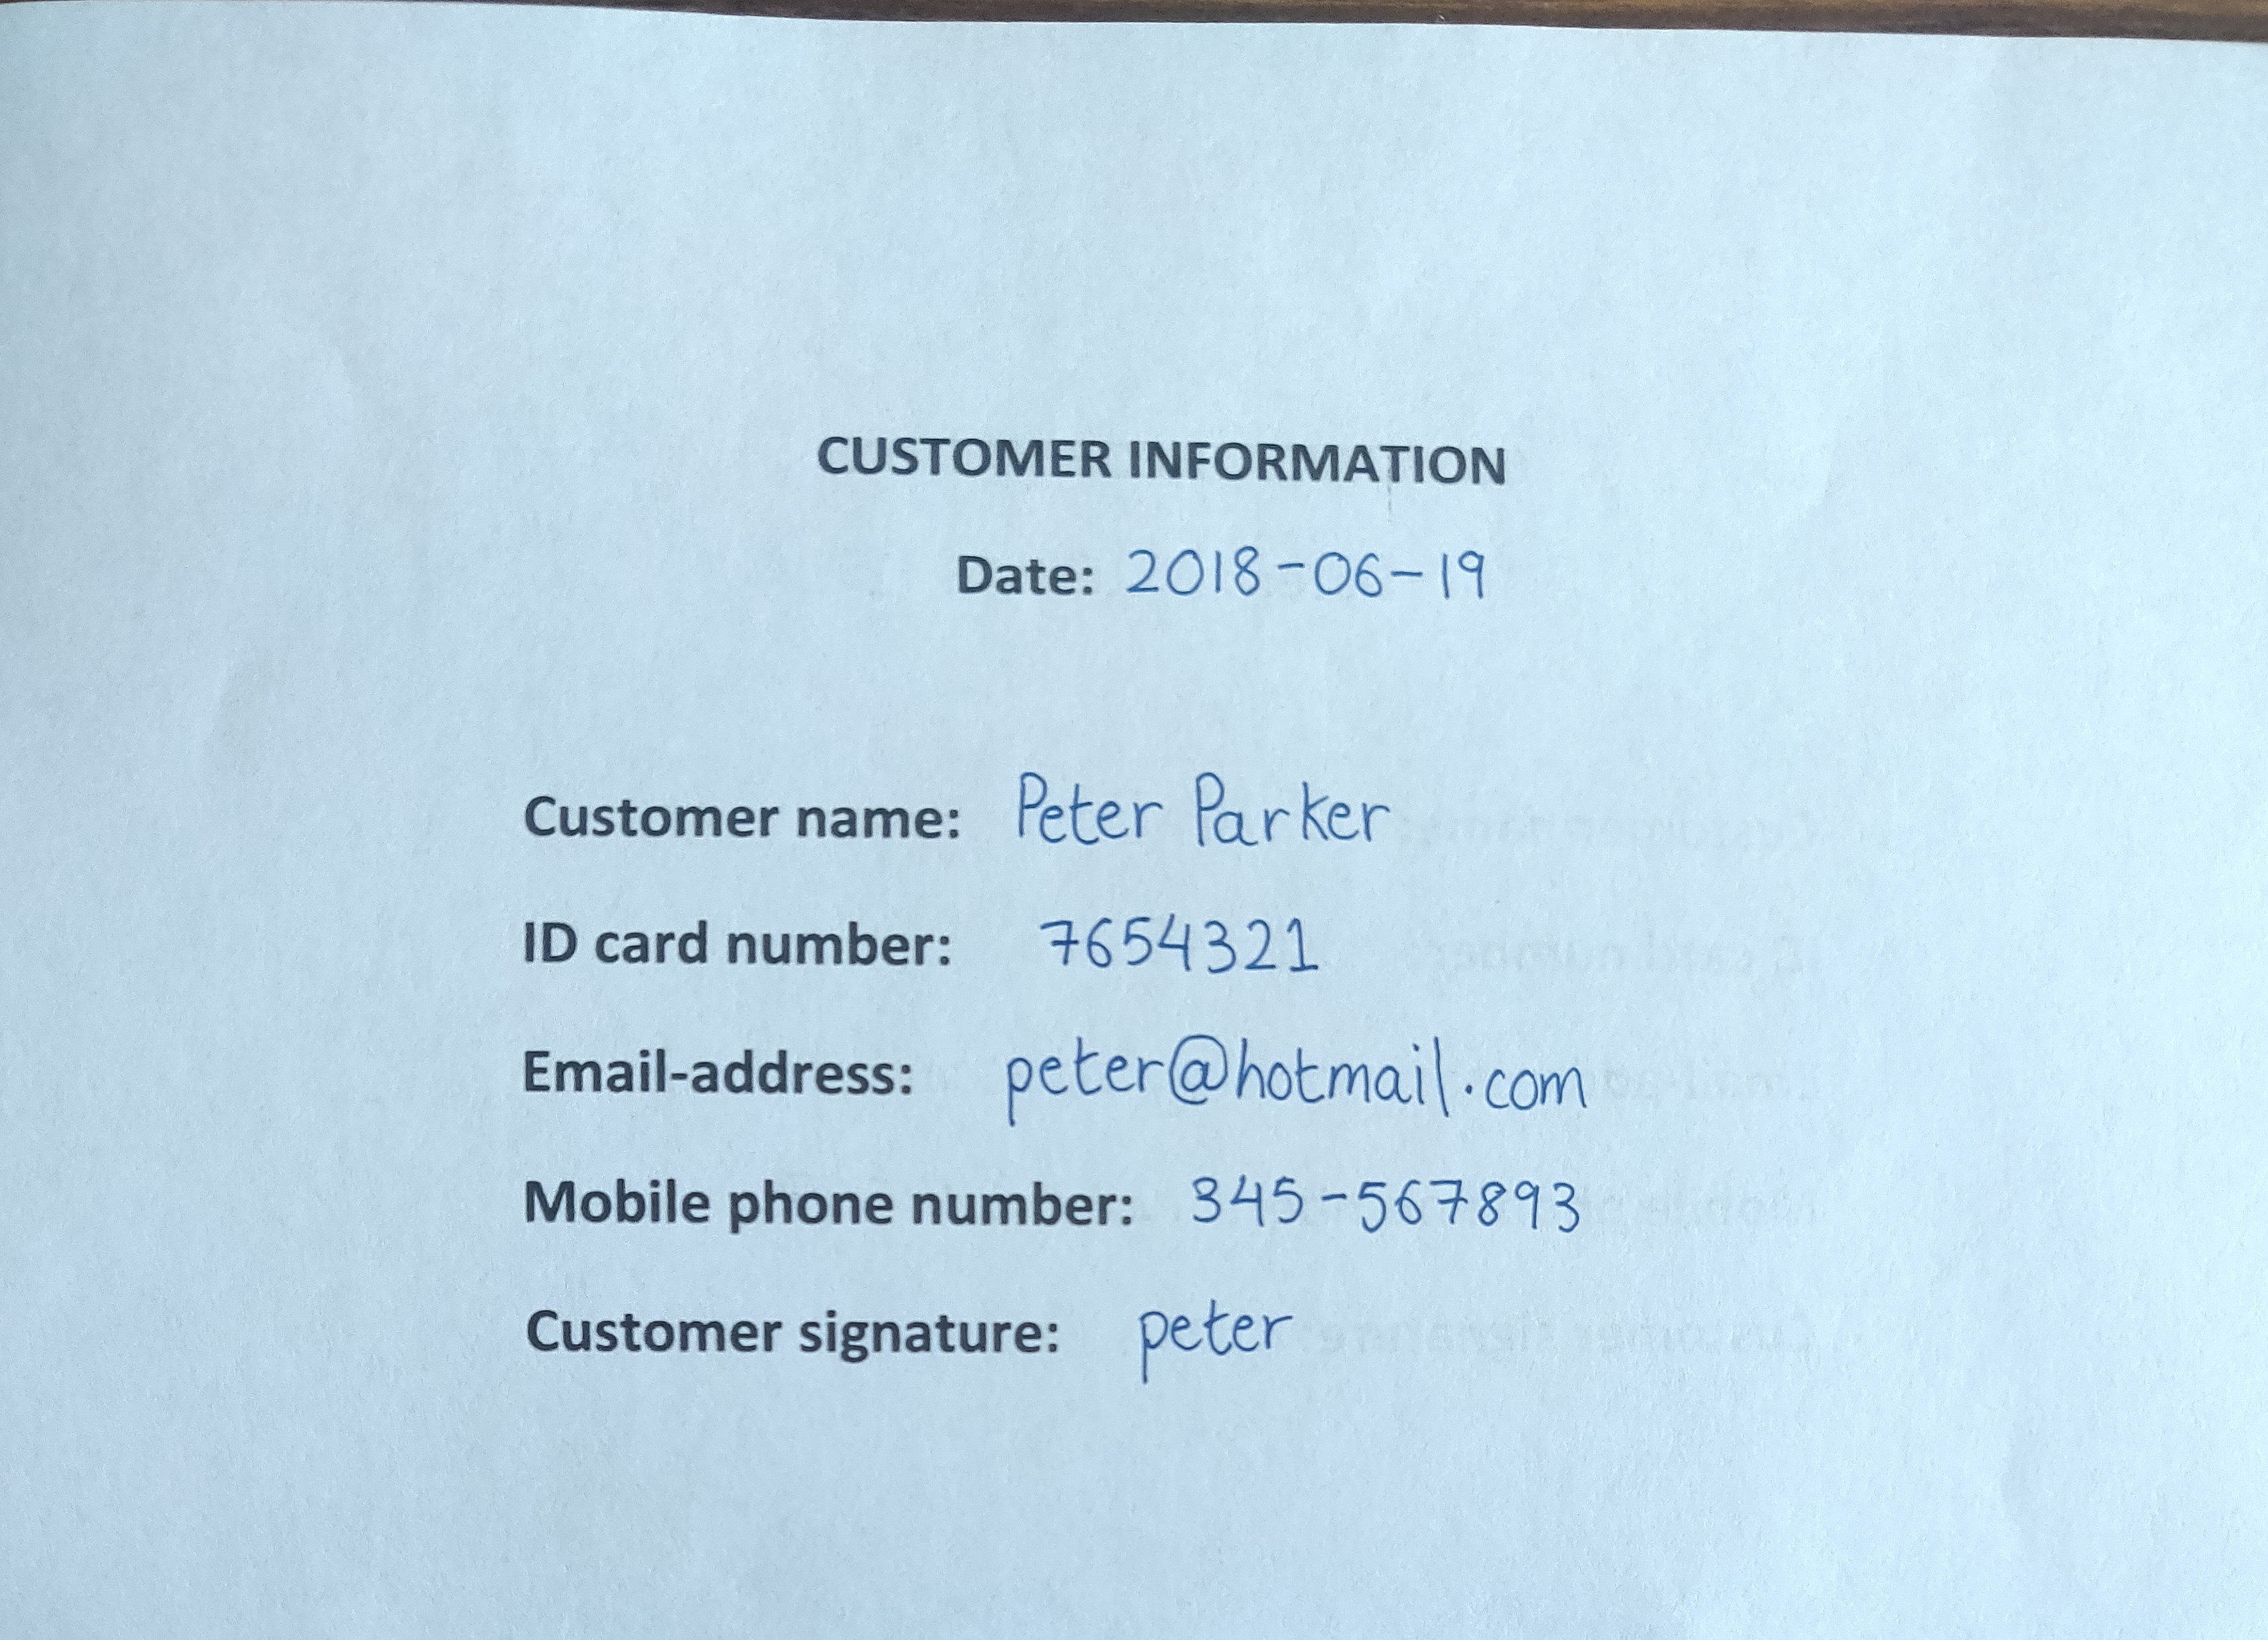 CUSTOMER INFORMATION
Date: 2018-06-19
Customer name: Peter Parker
ID card number: 7654321
Email-address: peter@hotmail.com
Mobile phone number: 345-567893
Customer signature: peter